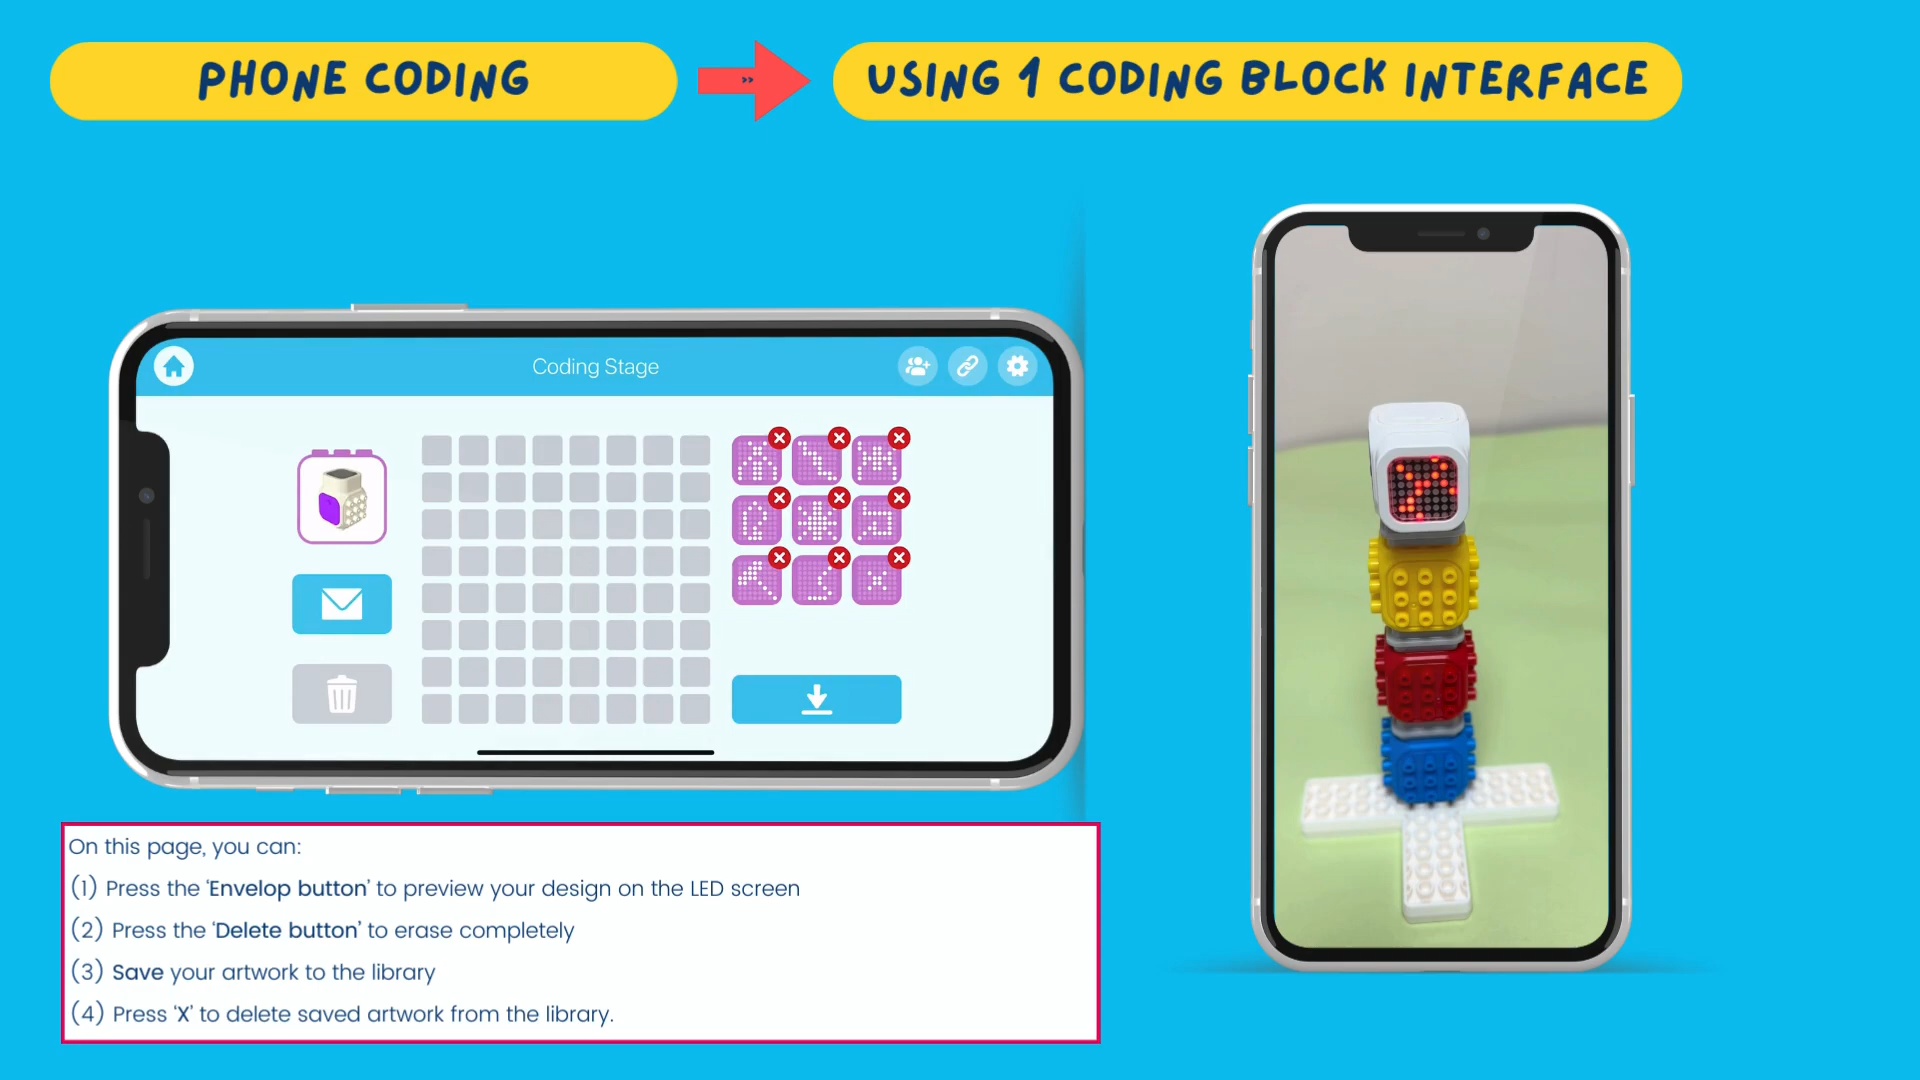 PHONE CODING
USING 1 CODING BLOCK INTERFACE
Coding Stage
On this page, you can:
(1) Press the ‘Envelop button’ to preview your design on the LED screen
(2) Press the ‘Delete button’ to erase completely
(3) Save your artwork to the library
(4) Press ‘X’ to delete saved artwork from the library.